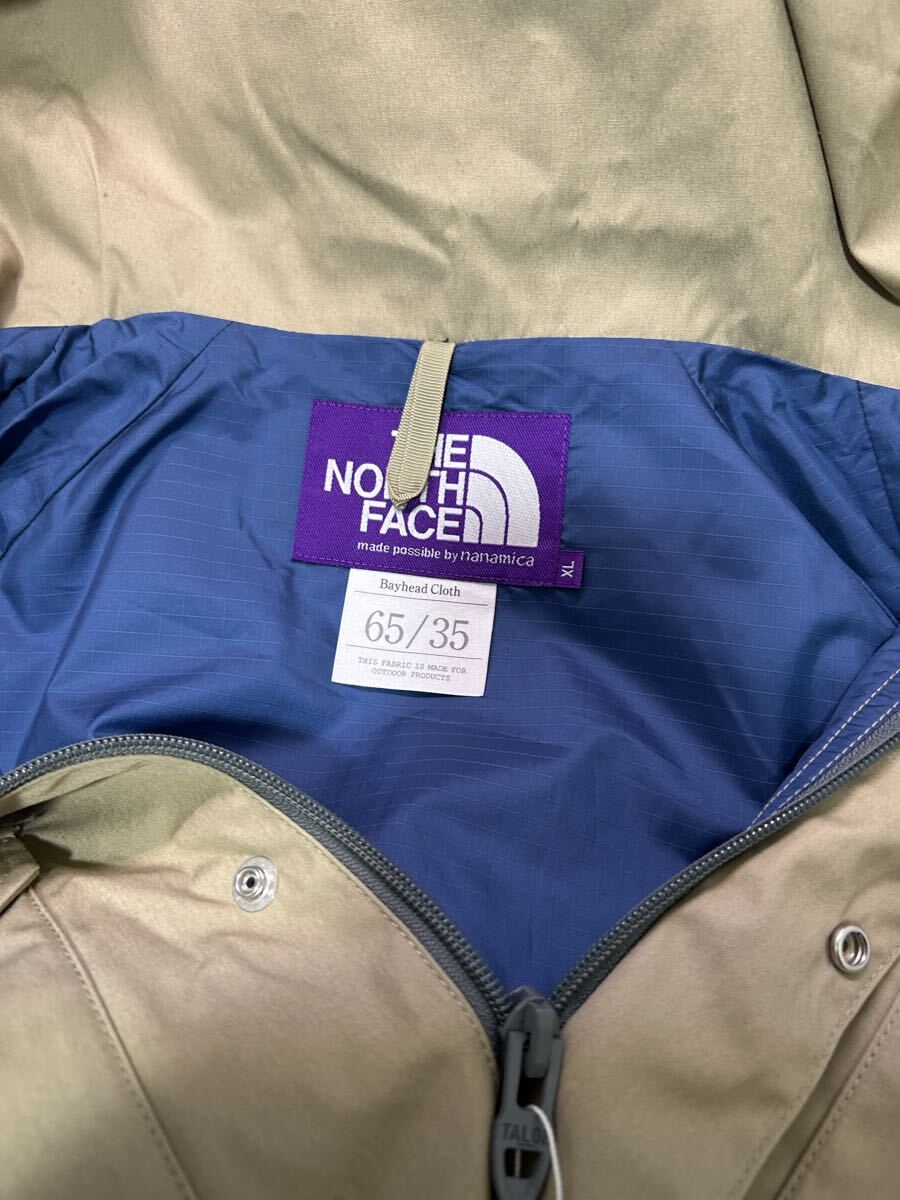 THE
NORTH
FACE
made possible by nanamica
XL
Bayhead Cloth
65/35
THIS FABRIC IS MADE FOR
OUTDOOR PRODUCTS
TALON